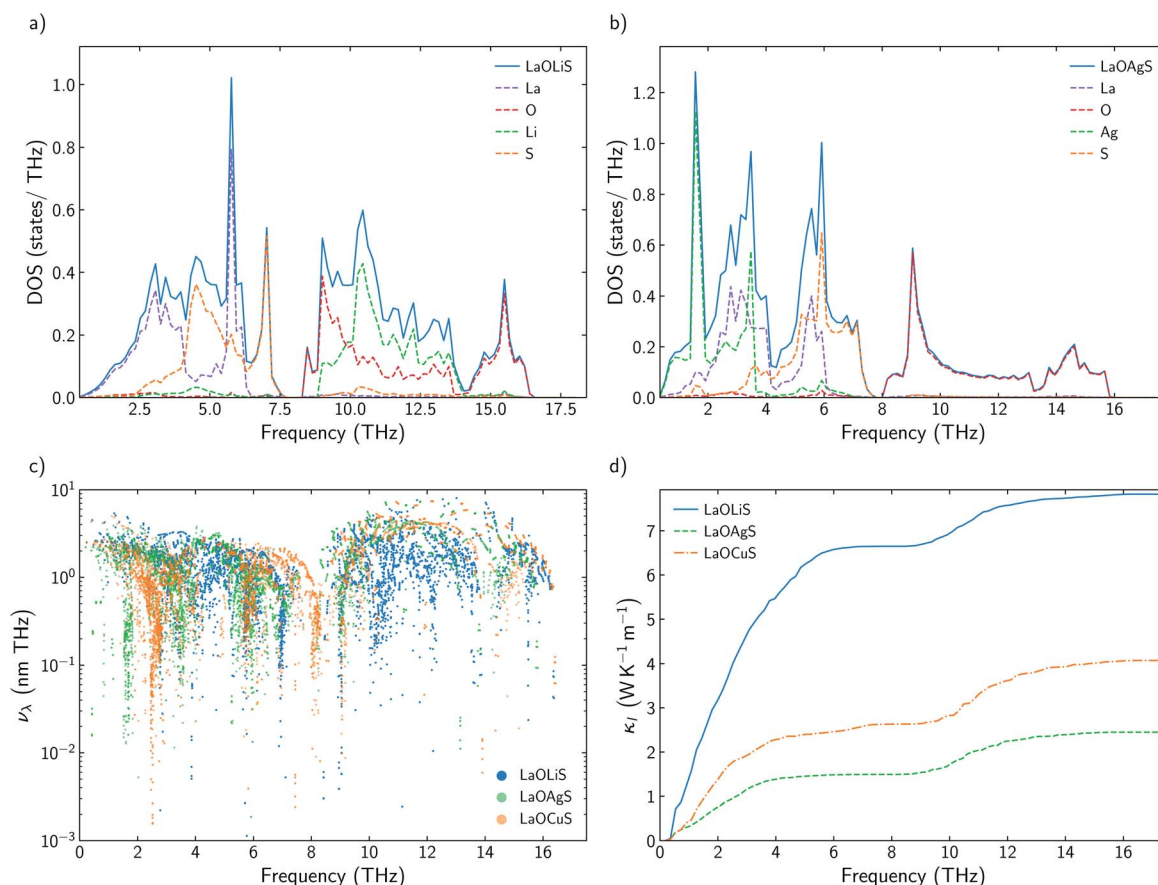 a)
DOS (states/ THz)
1.0
0.8
0.6
0.4
0.2
0.0
LaOLiS
La
O
Li
S
2.5 5.0 7.5 10.0 12.5 15.0 17.5
Frequency (THz)
b)
DOS (states/ THz)
1.2
1.0
0.8
0.6
0.4
0.2
0.0
LaOAgS
La
O
Ag
S
2 4 6 8 10 12 14 16
Frequency (THz)
c)
ν_λ (nm THz)
10¹
10⁰
10⁻¹
10⁻²
10⁻³
LaOLiS
LaOAgS
LaOCuS
0 2 4 6 8 10 12 14 16
Frequency (THz)
d)
κ_l (W K⁻¹ m⁻¹)
7
6
5
4
3
2
1
0
LaOLiS
LaOAgS
LaOCuS
0 2 4 6 8 10 12 14 16
Frequency (THz)